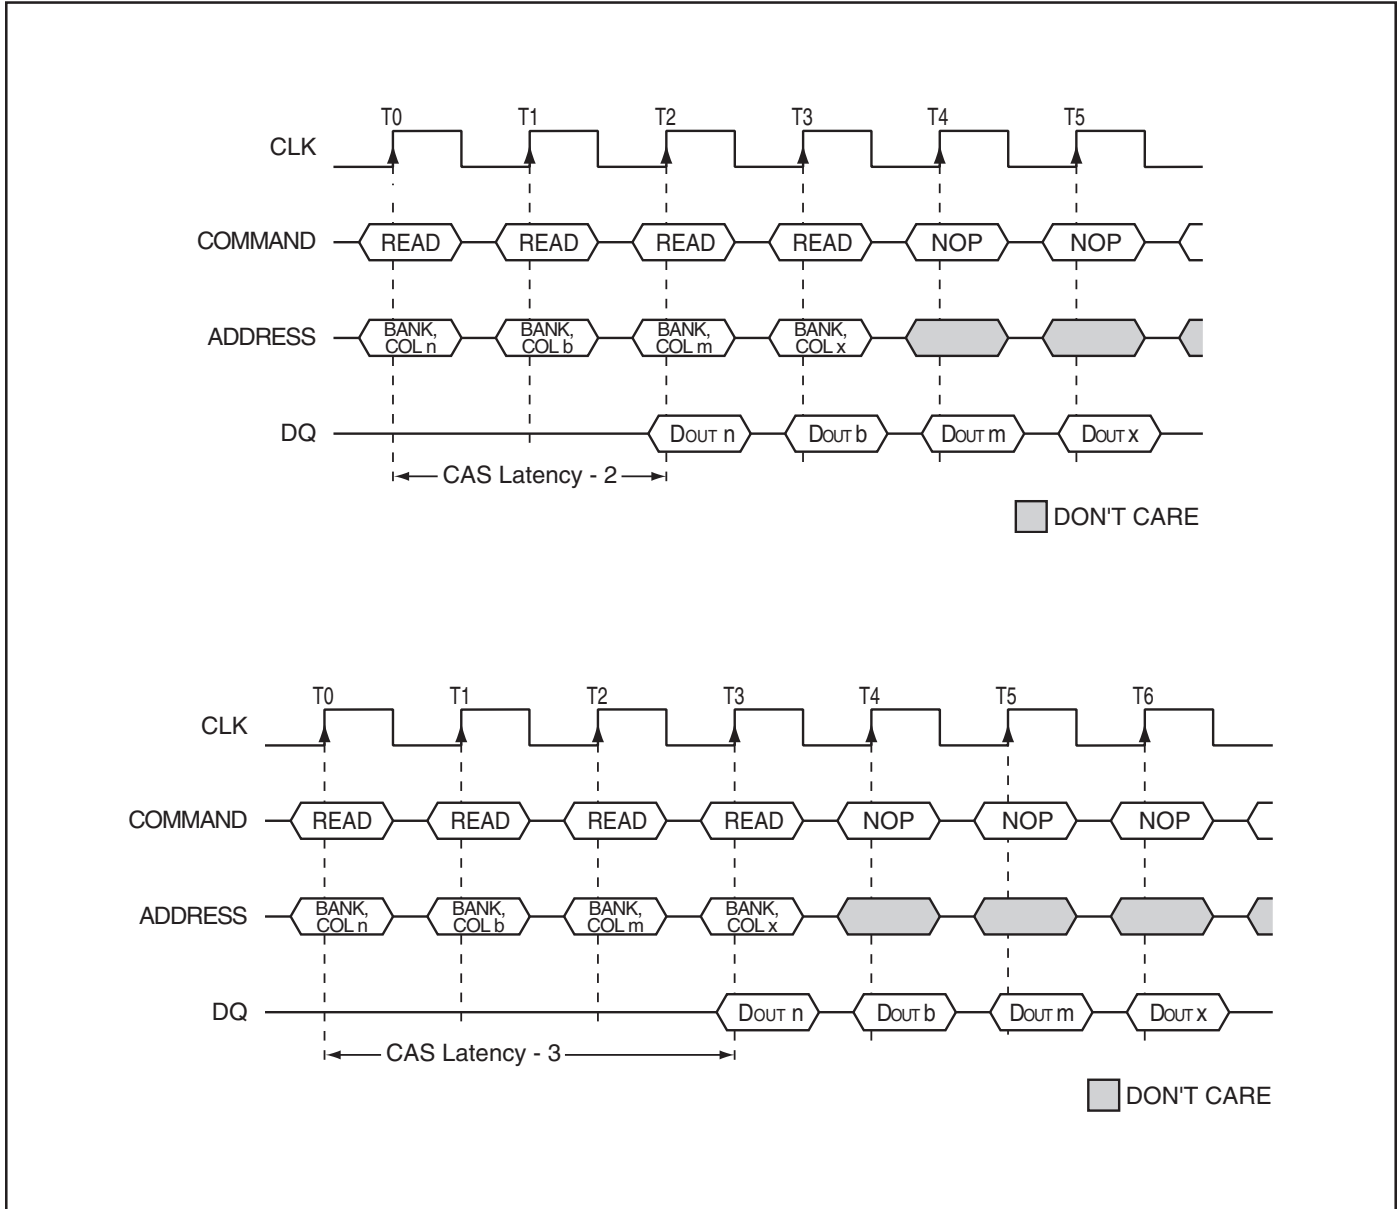 T0 T1 T2 T3 T4 T5
CLK
COMMAND READ READ READ READ NOP NOP
ADDRESS BANK, COL n BANK, COL b BANK, COL m BANK, COL x
DQ DOUT n DOUT b DOUT m DOUT x
CAS Latency - 2
DON'T CARE
T0 T1 T2 T3 T4 T5 T6
CLK
COMMAND READ READ READ READ NOP NOP NOP
ADDRESS BANK, COL n BANK, COL b BANK, COL m BANK, COL x
DQ DOUT n DOUT b DOUT m DOUT x
CAS Latency - 3
DON'T CARE